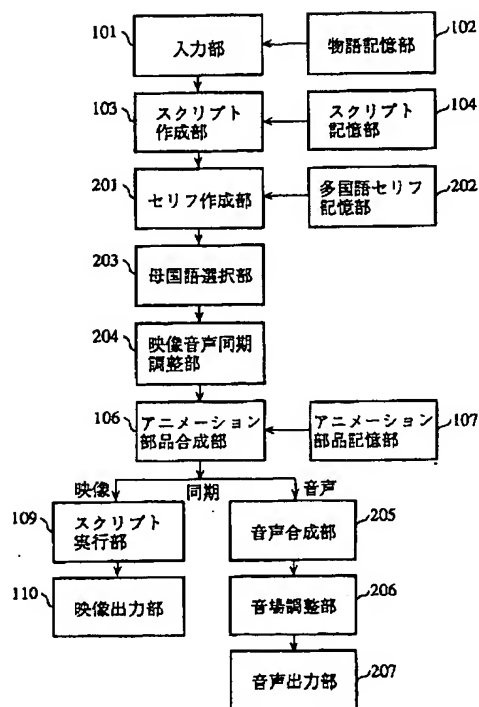 101
入力部
物語記憶部
102
103
スクリプト
作成部
スクリプト
記憶部
104
201
セリフ作成部
多国語セリフ
記憶部
202
203
母国語選択部
204
映像音声同期
調整部
106
アニメーション
部品合成部
アニメーション
部品記憶部
107
映像
同期
音声
109
スクリプト
実行部
音声合成部
205
110
映像出力部
音場調整部
206
音声出力部
207